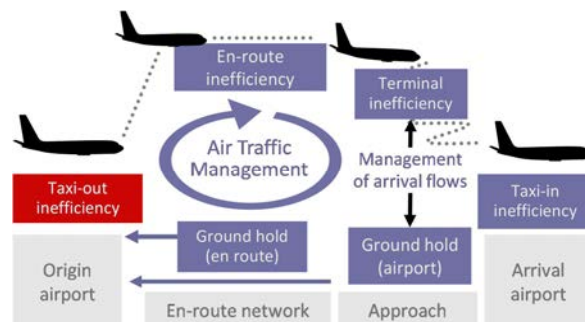 En-route
inefficiency
Terminal
inefficiency
Air Traffic
Management
Management
of arrival flows
Taxi-out
inefficiency
Taxi-in
inefficiency
Ground hold
(en route)
Ground hold
(airport)
Origin
airport
En-route network
Approach
Arrival
airport